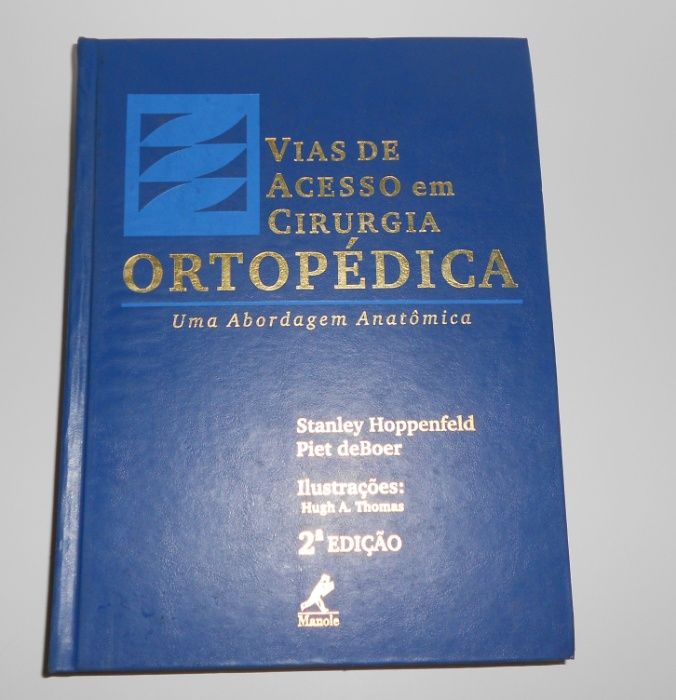 VIAS DE
ACESSO em
CIRURGIA
ORTOPÉDICA
Uma Abordagem Anatômica
Stanley Hoppenfeld
Piet deBoer
Ilustrações:
Hugh A. Thomas
2ª EDIÇÃO
Manole